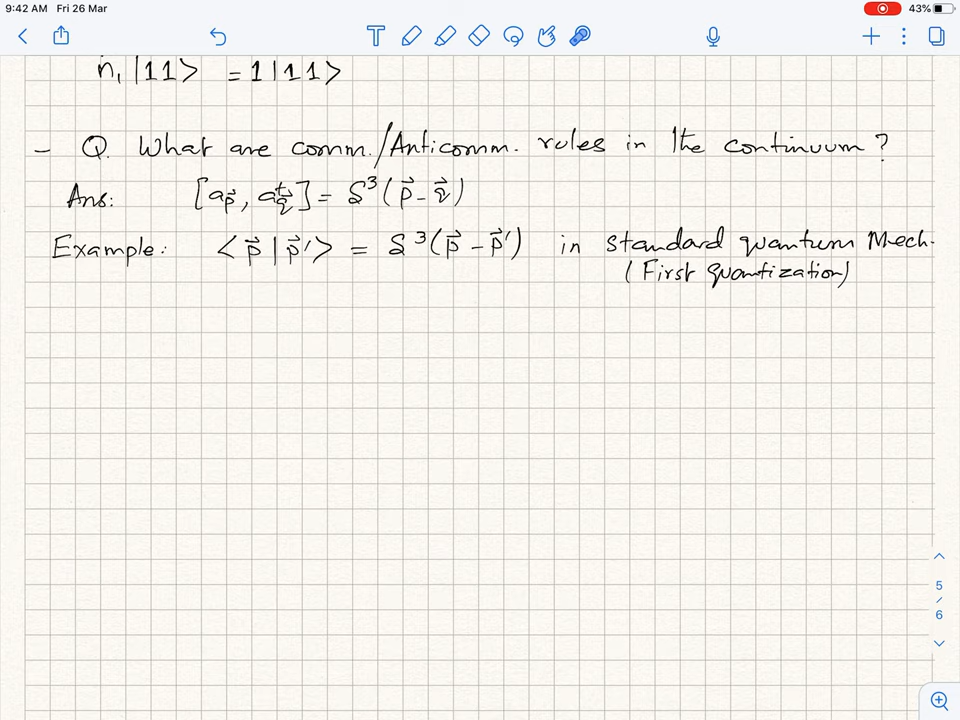 9:42 AM Fri 26 Mar 43%
n̂₁ |11⟩ = 1 |11⟩
- Q. What are comm./Anticomm. rules in the continuum?
Ans: [a_p⃗, a†_q⃗] = δ³(p⃗ - q⃗)
Example: ⟨p⃗|p⃗'⟩ = δ³(p⃗ - p⃗') in standard quantum Mech.
(First quantization)
5
/
6